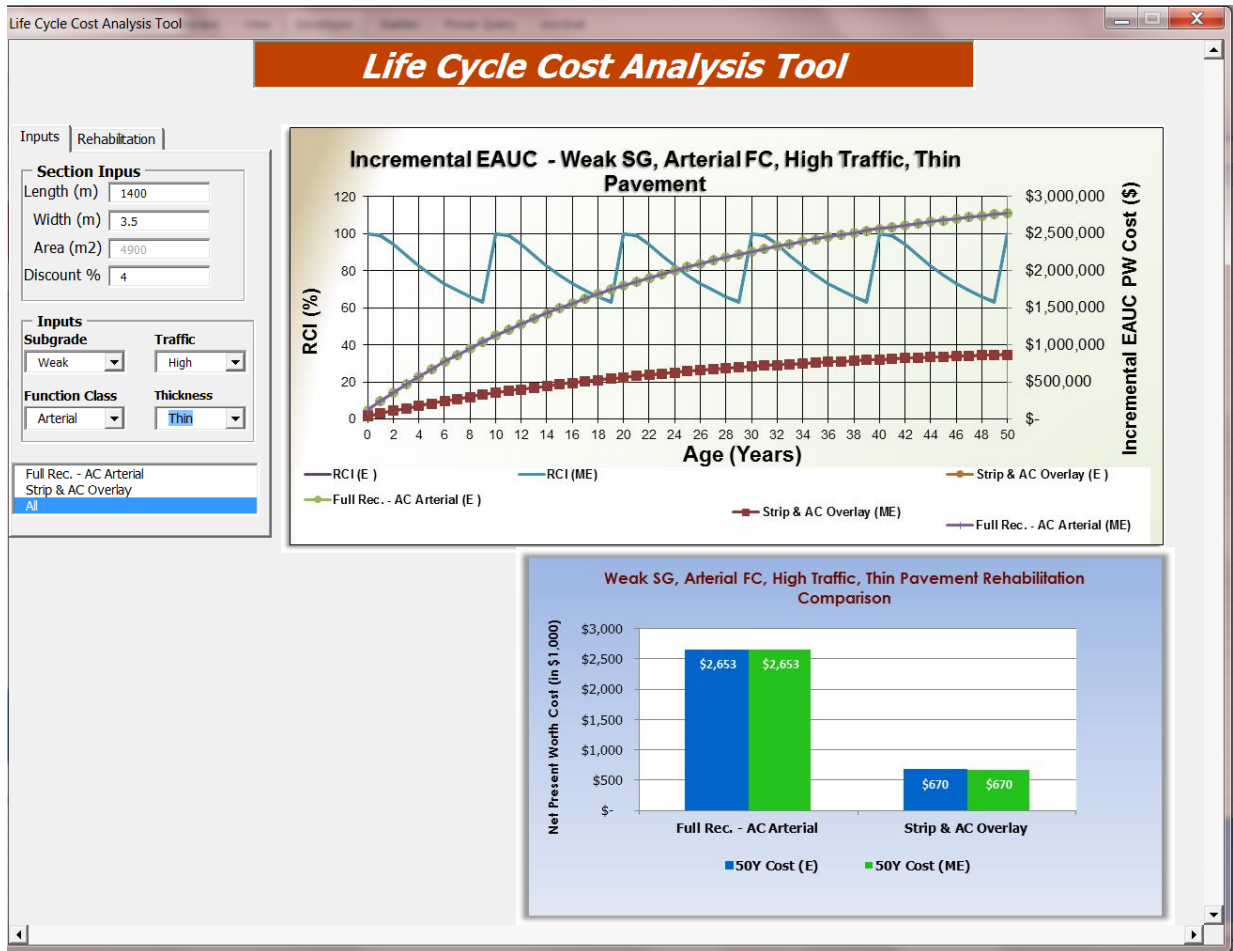 Life Cycle Cost Analysis Tool
View Developer Power Query Acrobat
Life Cycle Cost Analysis Tool
Inputs Rehabilitation
Section Inpus
Length (m) 1400
Width (m) 3.5
Area (m2) 4900
Discount % 4
Inputs
Subgrade Traffic
Weak High
Function Class Thickness
Arterial Thin
Full Rec. - AC Arterial
Strip & AC Overlay
All
Incremental EAUC - Weak SG, Arterial FC, High Traffic, Thin
Pavement
RCI (%)
120
100
80
60
40
20
0
$3,000,000
$2,500,000
$2,000,000
$1,500,000
$1,000,000
$500,000
$-
Incremental EAUC PW Cost ($)
0 2 4 6 8 10 12 14 16 18 20 22 24 26 28 30 32 34 36 38 40 42 44 46 48 50
Age (Years)
RCI (E ) RCI (ME) Strip & AC Overlay (E )
Full Rec. - AC Arterial (E )
Strip & AC Overlay (ME)
Full Rec. - AC Arterial (ME)
Weak SG, Arterial FC, High Traffic, Thin Pavement Rehabilitation
Comparison
Net Present Worth Cost (in $1,000)
$3,000
$2,500
$2,000
$1,500
$1,000
$500
$-
$2,653 $2,653
$670 $670
Full Rec. - AC Arterial Strip & AC Overlay
50Y Cost (E) 50Y Cost (ME)